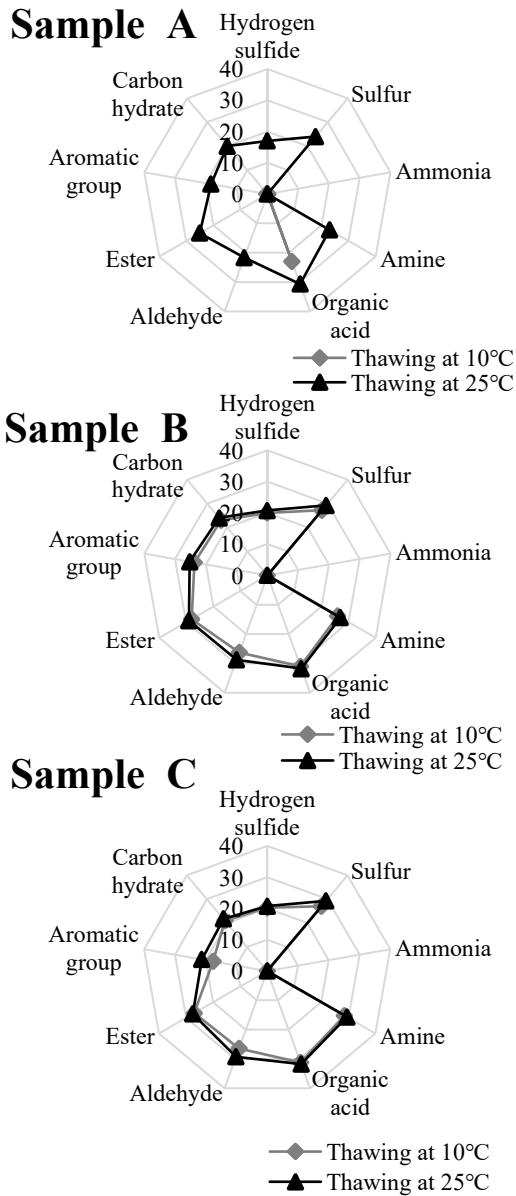 Sample A
Hydrogen
sulfide
Sulfur
Ammonia
Amine
Organic
acid
Aldehyde
Ester
Aromatic
group
Carbon
hydrate
40
30
20
10
0
Thawing at 10℃
Thawing at 25℃
Sample B
Hydrogen
sulfide
Sulfur
Ammonia
Amine
Organic
acid
Aldehyde
Ester
Aromatic
group
Carbon
hydrate
40
30
20
10
0
Thawing at 10℃
Thawing at 25℃
Sample C
Hydrogen
sulfide
Sulfur
Ammonia
Amine
Organic
acid
Aldehyde
Ester
Aromatic
group
Carbon
hydrate
40
30
20
10
0
Thawing at 10℃
Thawing at 25℃